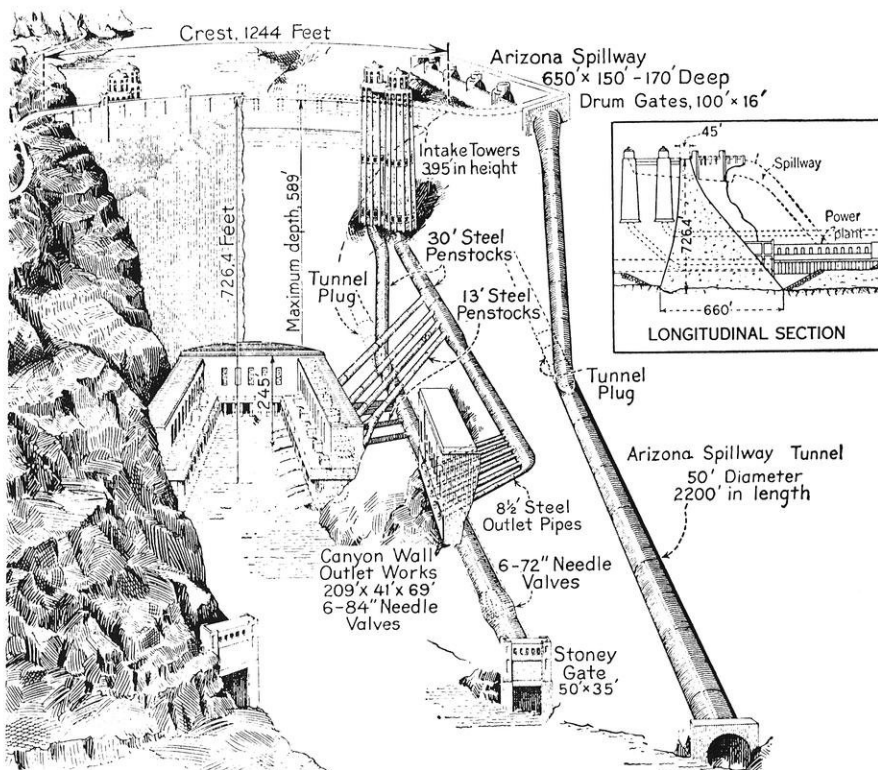 Crest, 1244 Feet
Arizona Spillway
650' × 150' - 170' Deep
Drum Gates, 100' × 16'
Intake Towers
395' in height
726.4 Feet
Maximum depth, 589'
Tunnel
Plug
30' Steel
Penstocks
13' Steel
Penstocks
245'
45'
Spillway
Power
plant
726.4
660'
LONGITUDINAL SECTION
Tunnel
Plug
Arizona Spillway Tunnel
50' Diameter
2200' in length
8½' Steel
Outlet Pipes
Canyon Wall
Outlet Works
209' x 41' x 69'
6-84" Needle
Valves
6-72" Needle
Valves
Stoney
Gate
50' x 35'